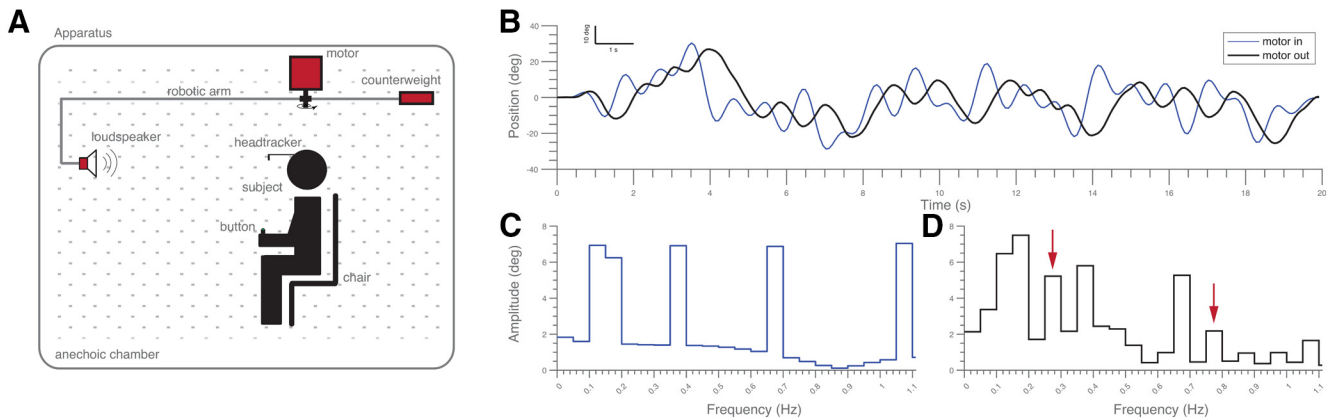 A
Apparatus
motor
counterweight
robotic arm
loudspeaker
headtracker
subject
button
chair
anechoic chamber
B
Position (deg)
40
20
0
-20
-40
10 deg
1 s
motor in
motor out
0 2 4 6 8 10 12 14 16 18 20
Time (s)
C
Amplitude (deg)
8
6
4
2
0
0 0.1 0.2 0.3 0.4 0.5 0.6 0.7 0.8 0.9 1 1.1
Frequency (Hz)
D
8
6
4
2
0
0 0.1 0.2 0.3 0.4 0.5 0.6 0.7 0.8 0.9 1 1.1
Frequency (Hz)